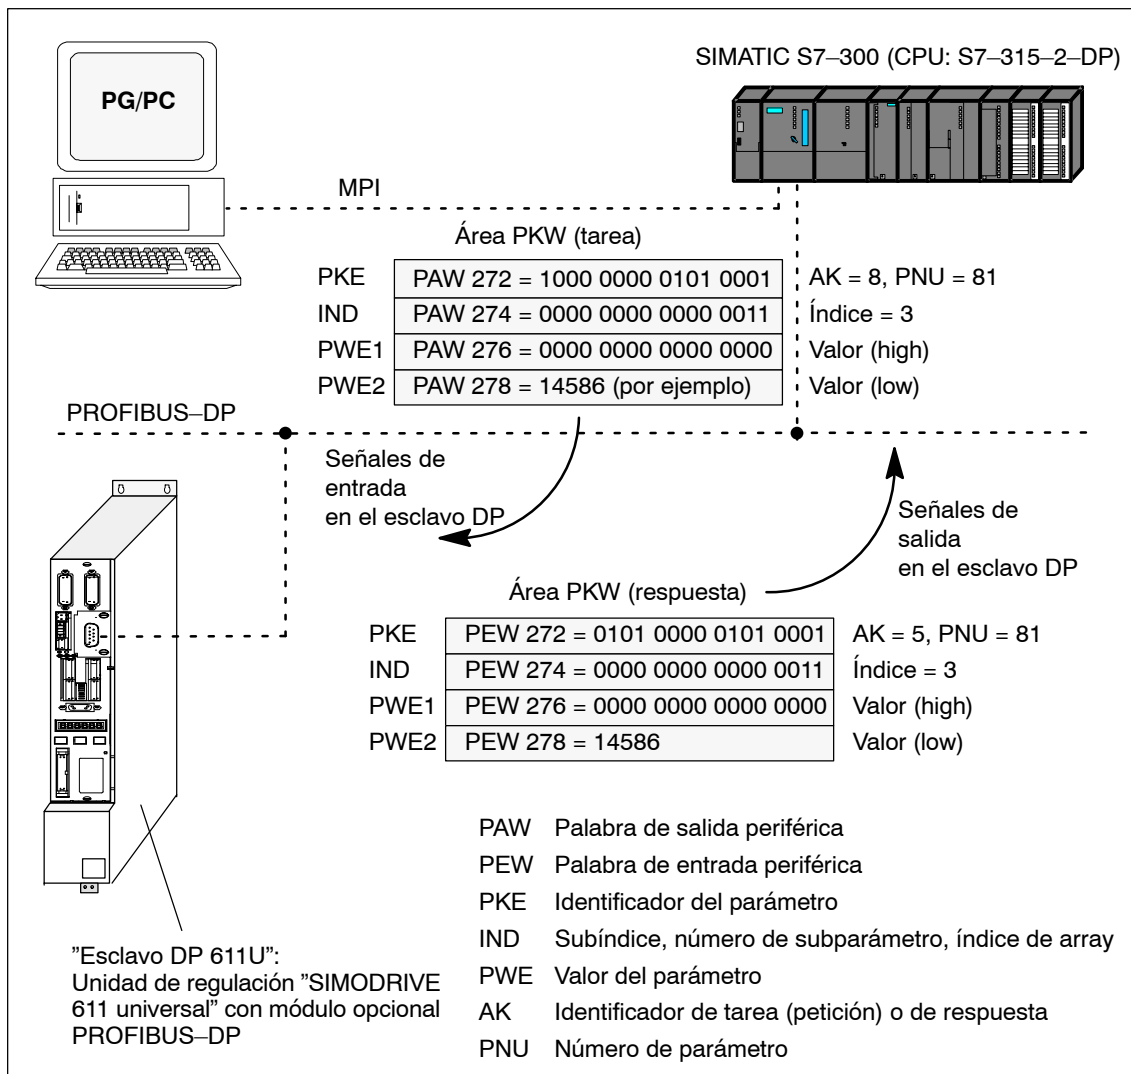 PG/PC
SIMATIC S7–300 (CPU: S7–315–2–DP)
MPI
Área PKW (tarea)
PKE PAW 272 = 1000 0000 0101 0001 AK = 8, PNU = 81
IND PAW 274 = 0000 0000 0000 0011 Índice = 3
PWE1 PAW 276 = 0000 0000 0000 0000 Valor (high)
PWE2 PAW 278 = 14586 (por ejemplo) Valor (low)
PROFIBUS–DP
Señales de
entrada
en el esclavo DP
Señales de
salida
en el esclavo DP
Área PKW (respuesta)
PKE PEW 272 = 0101 0000 0101 0001 AK = 5, PNU = 81
IND PEW 274 = 0000 0000 0000 0011 Índice = 3
PWE1 PEW 276 = 0000 0000 0000 0000 Valor (high)
PWE2 PEW 278 = 14586 Valor (low)
PAW Palabra de salida periférica
PEW Palabra de entrada periférica
PKE Identificador del parámetro
IND Subíndice, número de subparámetro, índice de array
PWE Valor del parámetro
AK Identificador de tarea (petición) o de respuesta
PNU Número de parámetro
”Esclavo DP 611U”:
Unidad de regulación ”SIMODRIVE
611 universal” con módulo opcional
PROFIBUS–DP